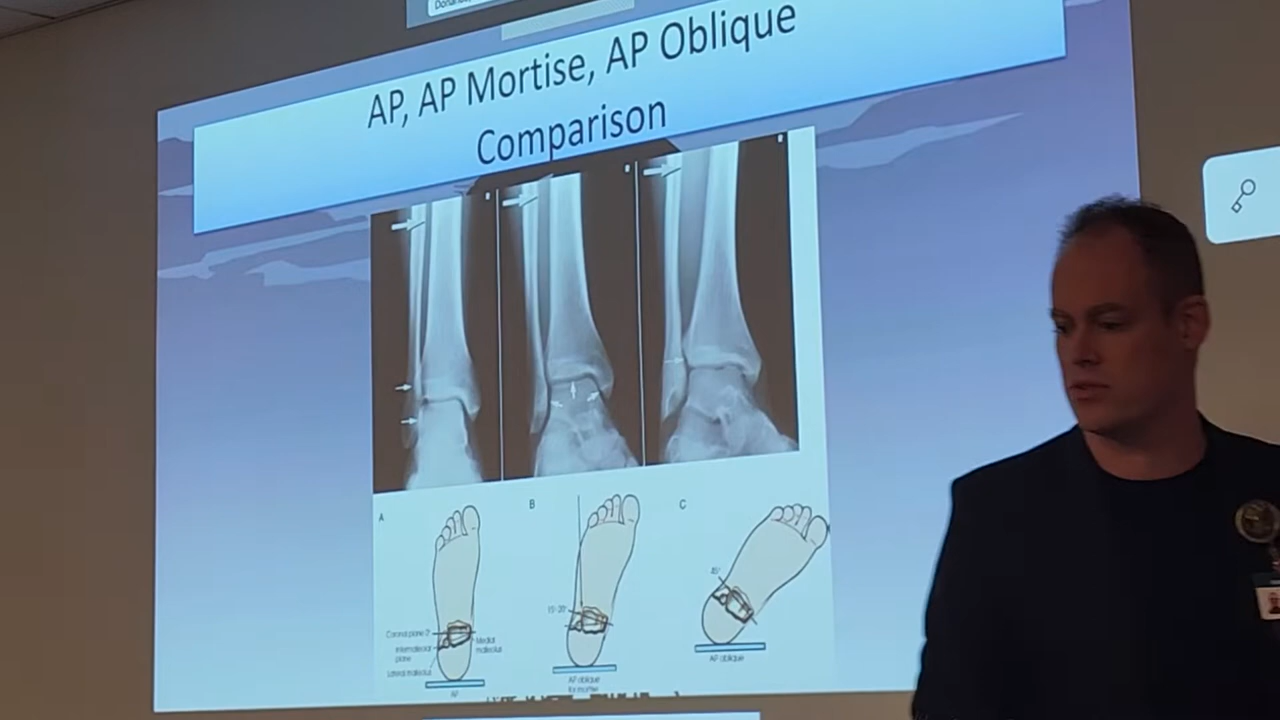 AP, AP Mortise, AP Oblique
Comparison
A
B
C
45°
15°-20°
Coronal plane 0°
Intermalleolar
plane
Medial
malleolus
Lateral malleolus
AP
AP oblique
for mortise
AP oblique